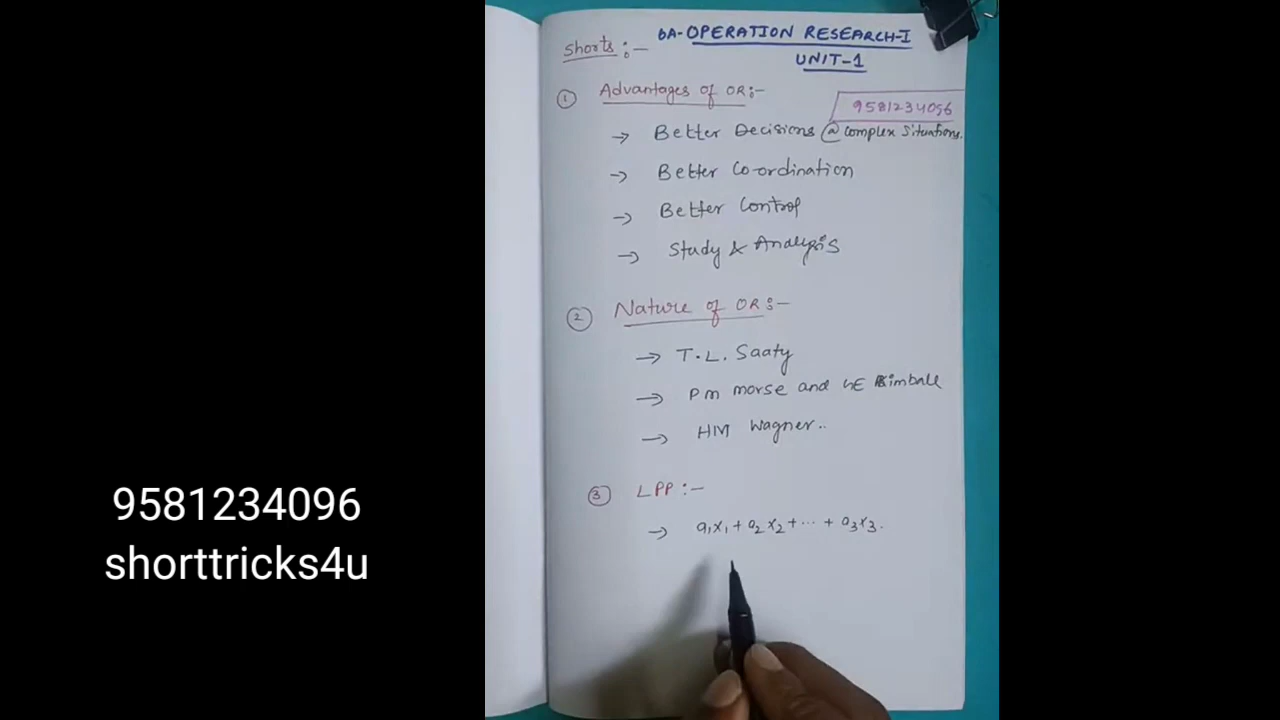 9581234096
shorttricks4u
6A-OPERATION RESEARCH-I
UNIT-1
Shorts:-
① Advantages of OR:-
9581234096
→ Better Decisions @ complex Situations.
→ Better Co-ordination
→ Better Control
→ Study & Analysis
② Nature of OR:-
→ T.L. Saaty
→ PM morse and GE Kimball
→ HM Wagner..
③ LPP:-
→ a₁x₁ + a₂x₂ + ... + a₃x₃.